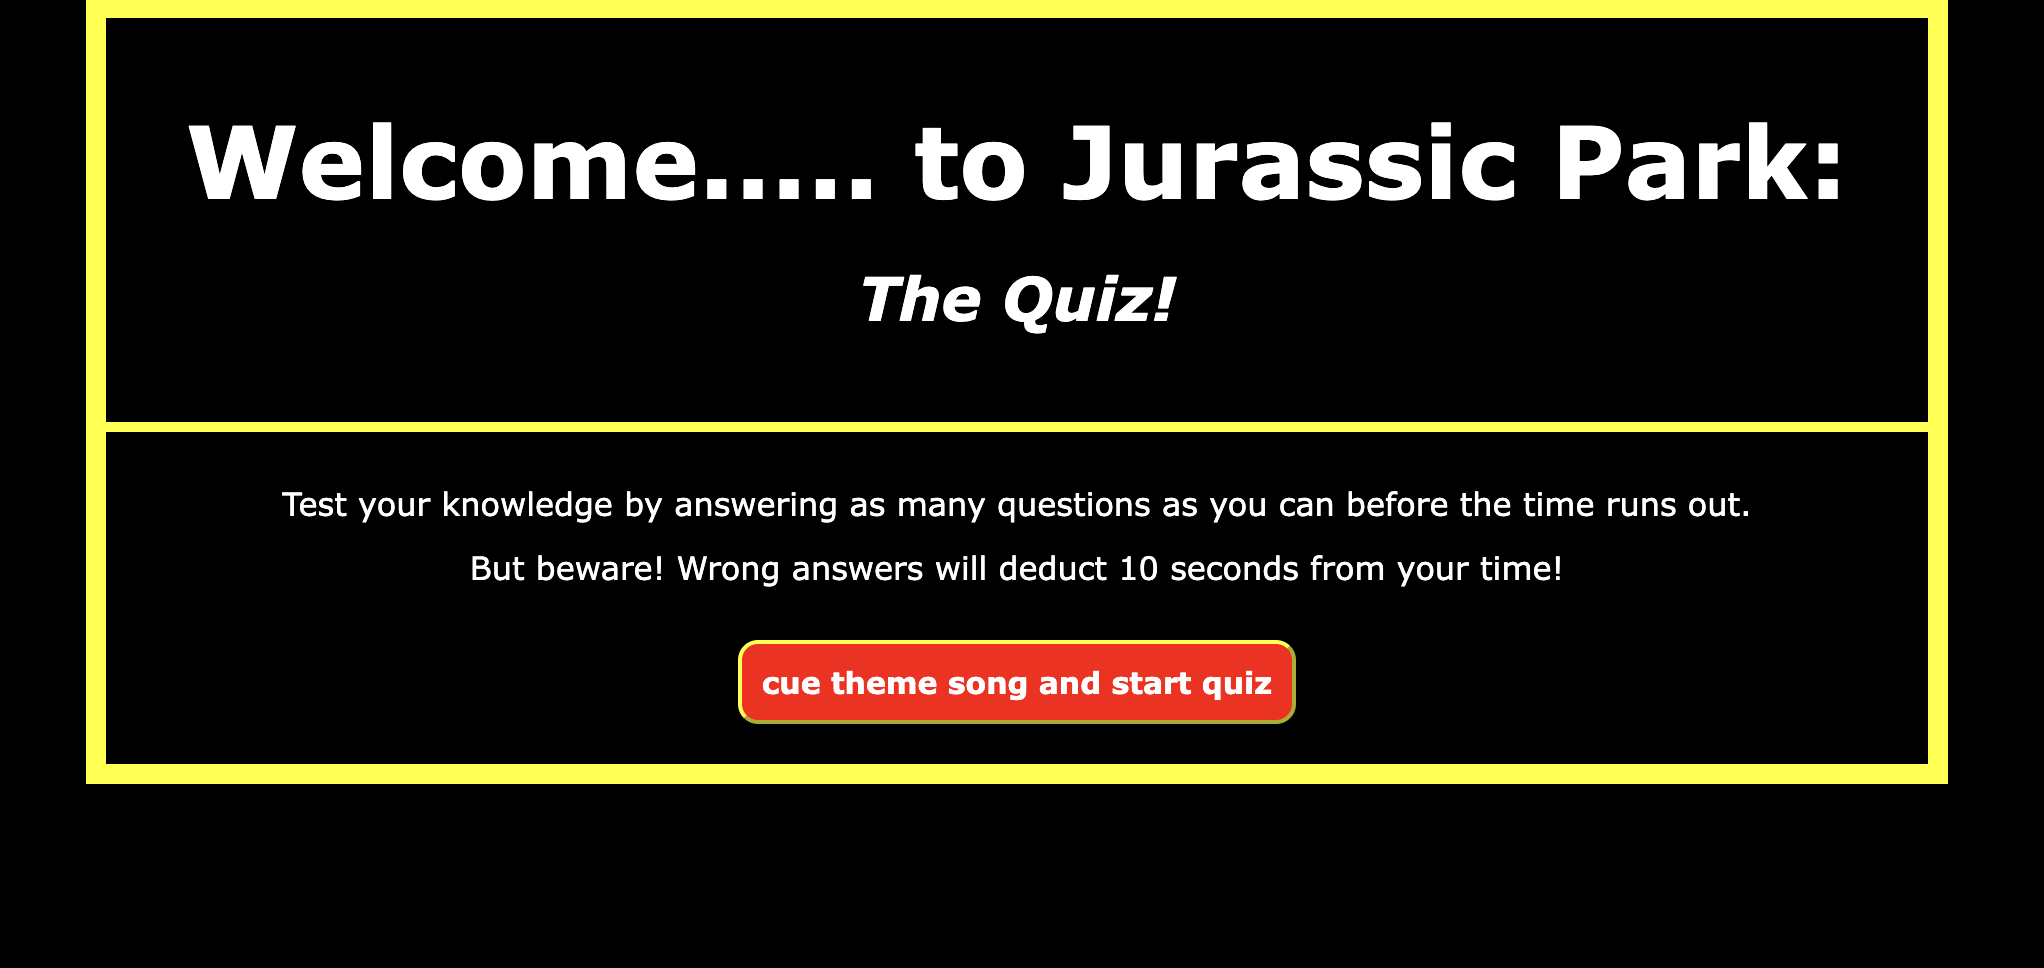 Welcome..... to Jurassic Park:
The Quiz!
Test your knowledge by answering as many questions as you can before the time runs out.
But beware! Wrong answers will deduct 10 seconds from your time!
cue theme song and start quiz